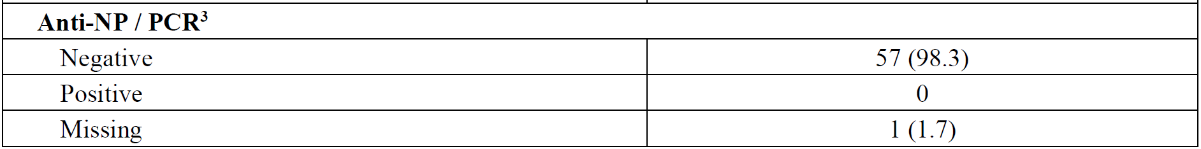 Anti-NP / PCR³
Negative 57 (98.3)
Positive 0
Missing 1 (1.7)